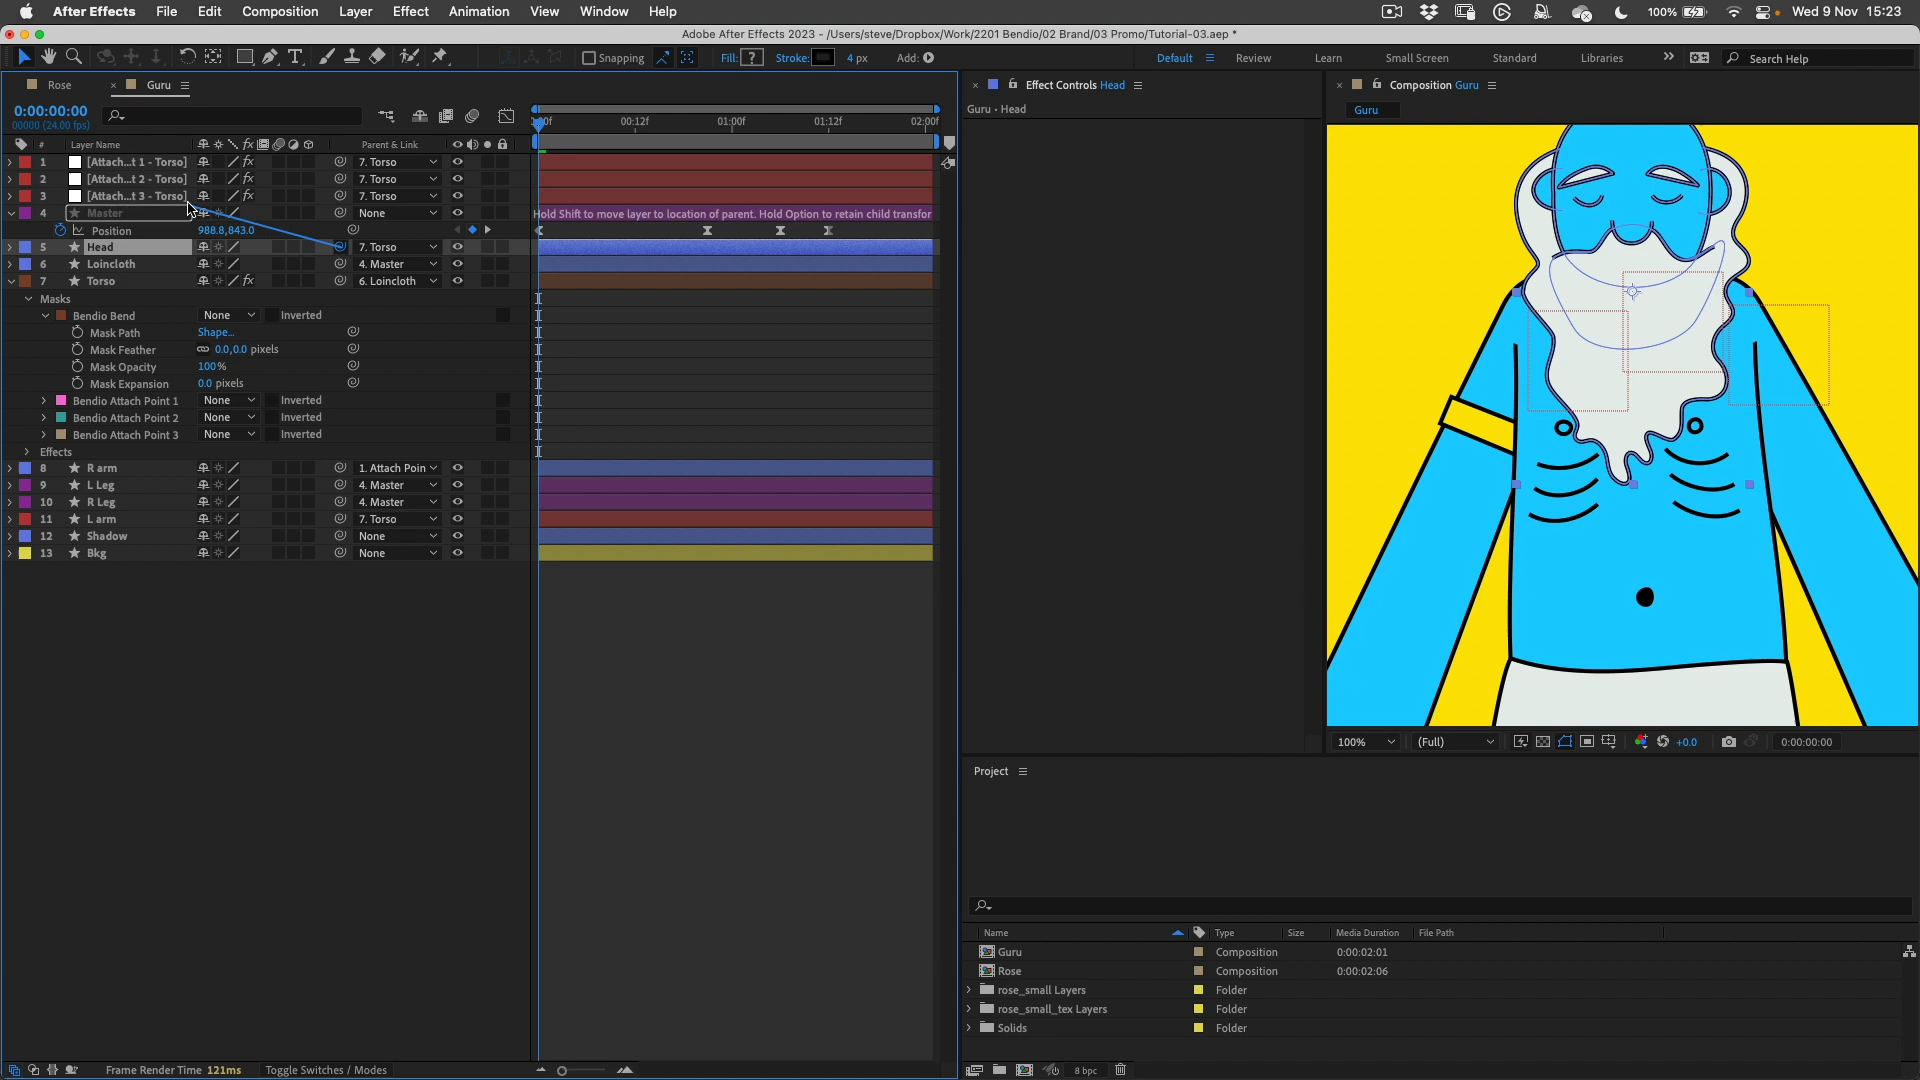 After Effects File Edit Composition Layer Effect Animation View Window Help 100% Wed 9 Nov 15:23
Adobe After Effects 2023 - /Users/steve/Dropbox/Work/2201 Bendio/02 Brand/03 Promo/Tutorial-03.aep *
Snapping Fill: ? Stroke: 4 px Add: Default Review Learn Small Screen Standard Libraries Search Help
Rose Guru
0:00:00:00
00000 (24.00 fps)
00:12f 01:00f 01:12f 02:00f
# Layer Name Parent & Link
1 [Attach...t 1 - Torso] fx 7. Torso
2 [Attach...t 2 - Torso] fx 7. Torso
3 [Attach...t 3 - Torso] fx 7. Torso
4 Master None Hold Shift to move layer to location of parent. Hold Option to retain child transfor
Position 988.8,843.0
5 Head 7. Torso
6 Loincloth 4. Master
7 Torso fx 6. Loincloth
Masks
Bendio Bend None Inverted
Mask Path Shape...
Mask Feather 0.0,0.0 pixels
Mask Opacity 100%
Mask Expansion 0.0 pixels
Bendio Attach Point 1 None Inverted
Bendio Attach Point 2 None Inverted
Bendio Attach Point 3 None Inverted
Effects
8 R arm 1. Attach Poin
9 L Leg 4. Master
10 R Leg 4. Master
11 L arm 7. Torso
12 Shadow None
13 Bkg None
Frame Render Time 121ms Toggle Switches / Modes
Effect Controls Head
Guru • Head
Composition Guru
Guru
100% (Full) +0.0 0:00:00:00
Project
Name Type Size Media Duration File Path
Guru Composition 0:00:02:01
Rose Composition 0:00:02:06
rose_small Layers Folder
rose_small_tex Layers Folder
Solids Folder
8 bpc